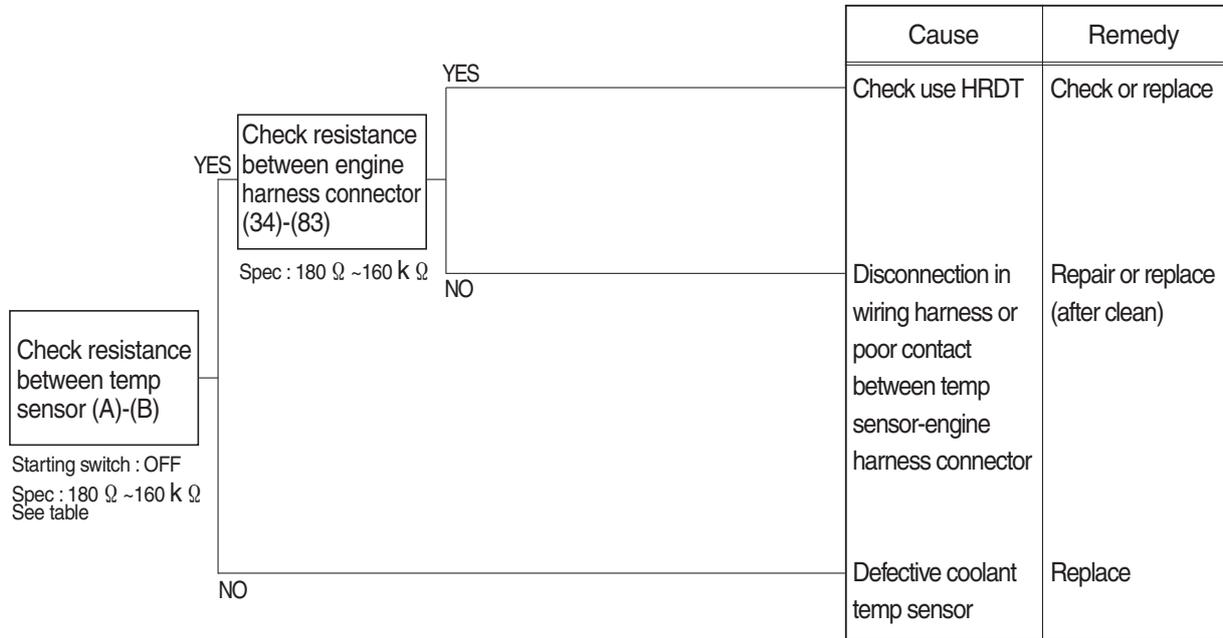 Cause
Remedy
YES
Check use HRDT
Check or replace
Check resistance
between engine
harness connector
(34)-(83)
YES
Spec : 180 Ω ~160 k Ω
NO
Disconnection in
wiring harness or
poor contact
between temp
sensor-engine
harness connector
Repair or replace
(after clean)
Check resistance
between temp
sensor (A)-(B)
Starting switch : OFF
Spec : 180 Ω ~160 k Ω
See table
NO
Defective coolant
temp sensor
Replace